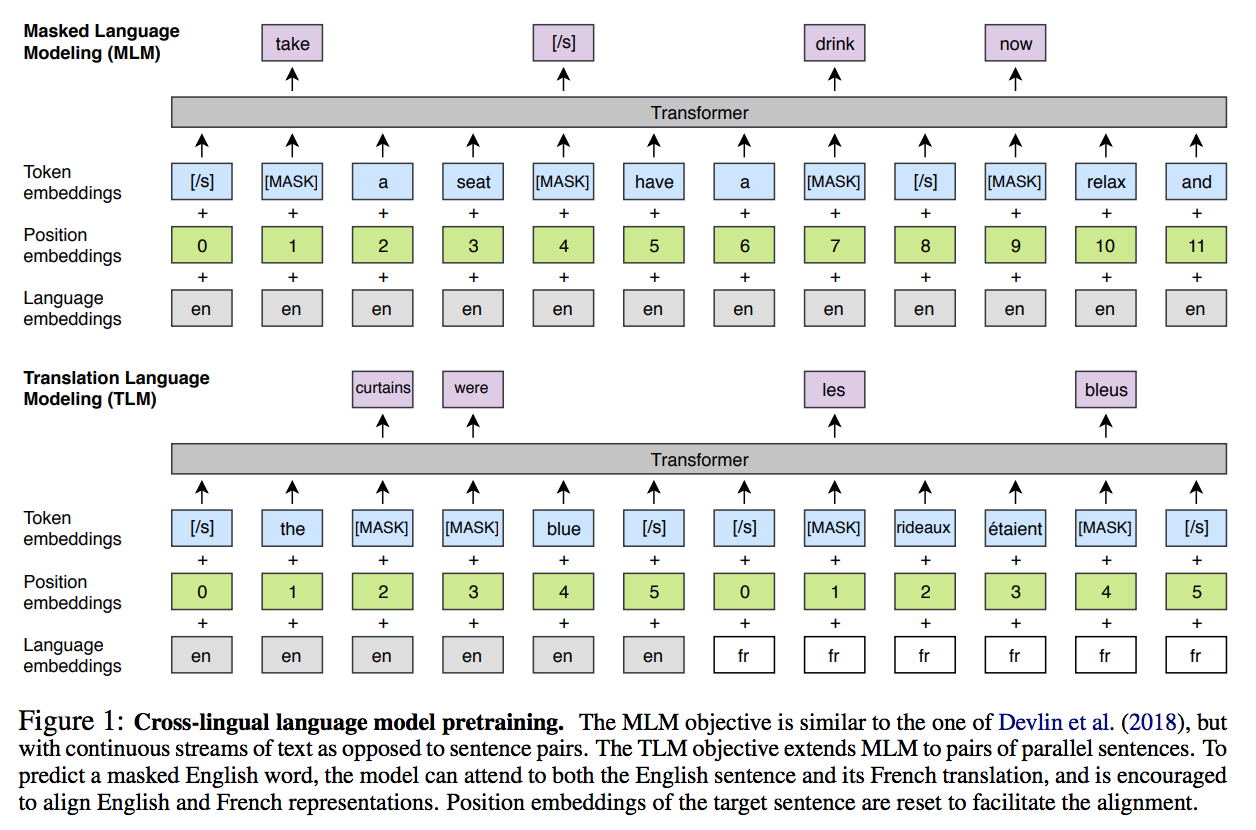 Masked Language
Modeling (MLM)
take [/s] drink now
Transformer
Token
embeddings
[/s] [MASK] a seat [MASK] have a [MASK] [/s] [MASK] relax and
+ + + + + + + + + + + +
Position
embeddings
0 1 2 3 4 5 6 7 8 9 10 11
+ + + + + + + + + + + +
Language
embeddings
en en en en en en en en en en en en
Translation Language
Modeling (TLM)
curtains were les bleus
Transformer
Token
embeddings
[/s] the [MASK] [MASK] blue [/s] [/s] [MASK] rideaux étaient [MASK] [/s]
+ + + + + + + + + + + +
Position
embeddings
0 1 2 3 4 5 0 1 2 3 4 5
+ + + + + + + + + + + +
Language
embeddings
en en en en en en fr fr fr fr fr fr
Figure 1: Cross-lingual language model pretraining. The MLM objective is similar to the one of Devlin et al. (2018), but
with continuous streams of text as opposed to sentence pairs. The TLM objective extends MLM to pairs of parallel sentences. To
predict a masked English word, the model can attend to both the English sentence and its French translation, and is encouraged
to align English and French representations. Position embeddings of the target sentence are reset to facilitate the alignment.